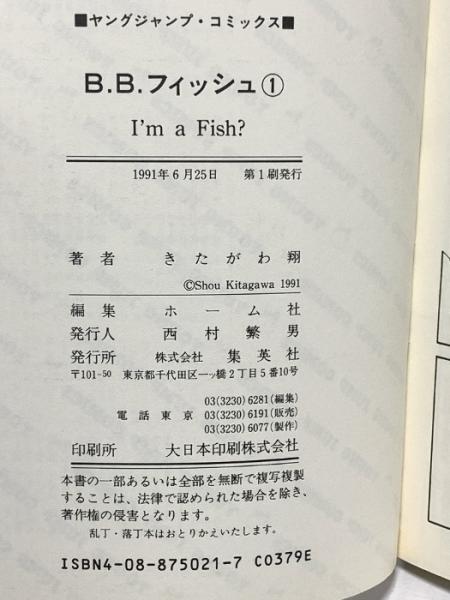 ■ヤングジャンプ・コミックス■
B.B.フィッシュ①
I'm a Fish?
1991年6月25日 第1刷発行
著者 きたがわ翔
©Shou Kitagawa 1991
編集 ホーム社
発行人 西村繁男
発行所 株式会社 集英社
〒101-50 東京都千代田区一ッ橋2丁目5番10号
03(3230)6281(編集)
電話 東京 03(3230)6191(販売)
03(3230)6077(製作)
印刷所 大日本印刷株式会社
本書の一部あるいは全部を無断で複写複製
することは、法律で認められた場合を除き、
著作権の侵害となります。
乱丁・落丁本はおとりかえいたします。
ISBN4-08-875021-7 C0379E